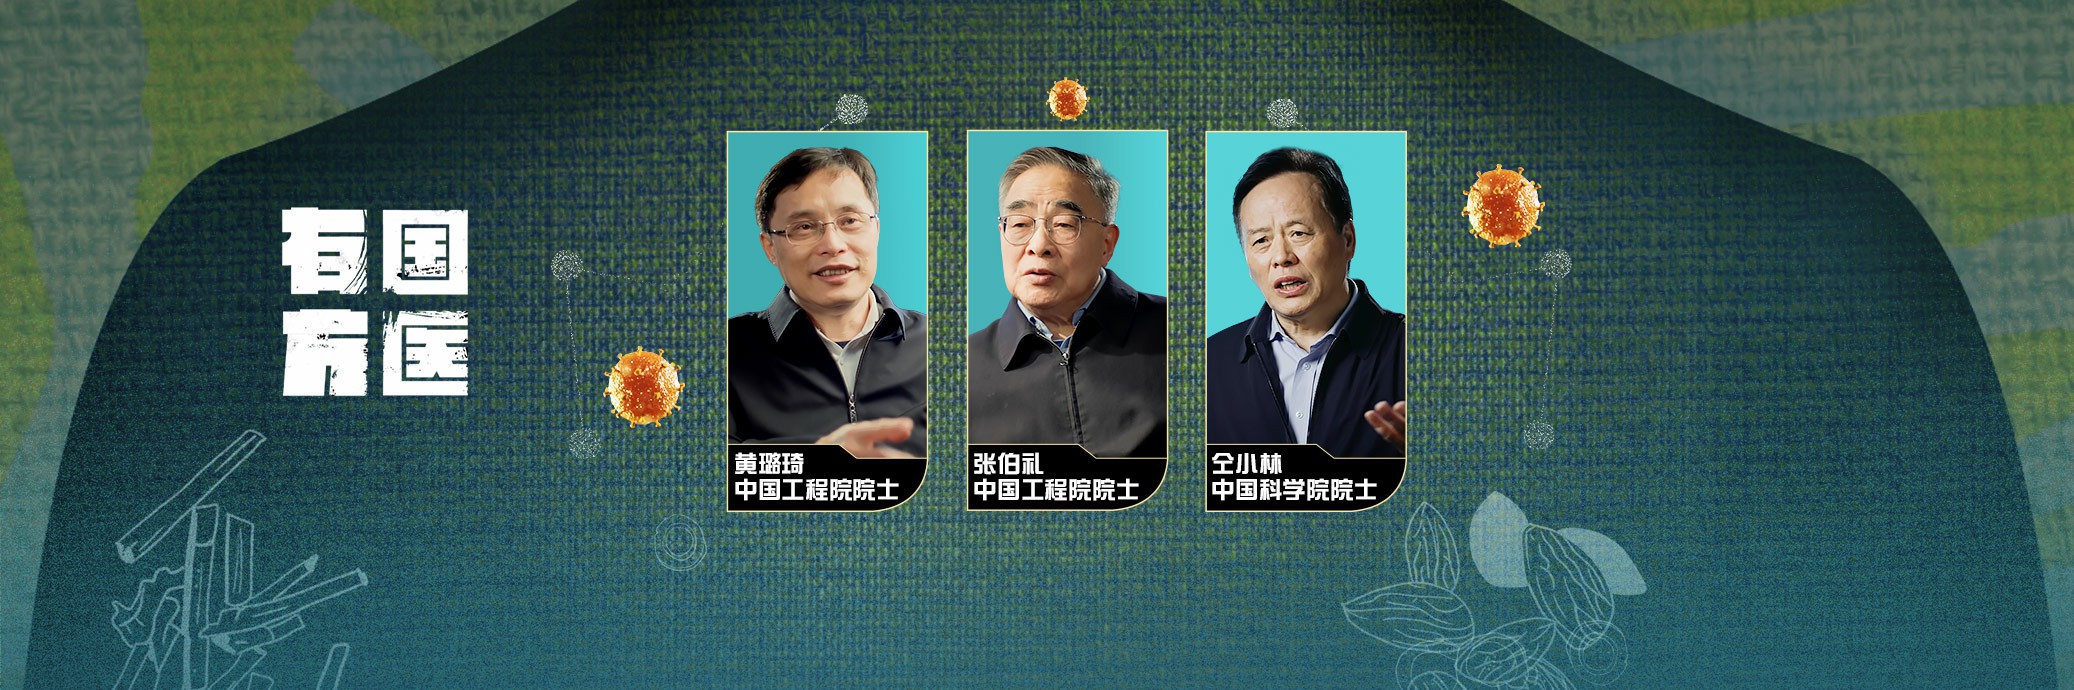 国医
有方
黄璐琦
中国工程院院士
张伯礼
中国工程院院士
仝小林
中国科学院院士